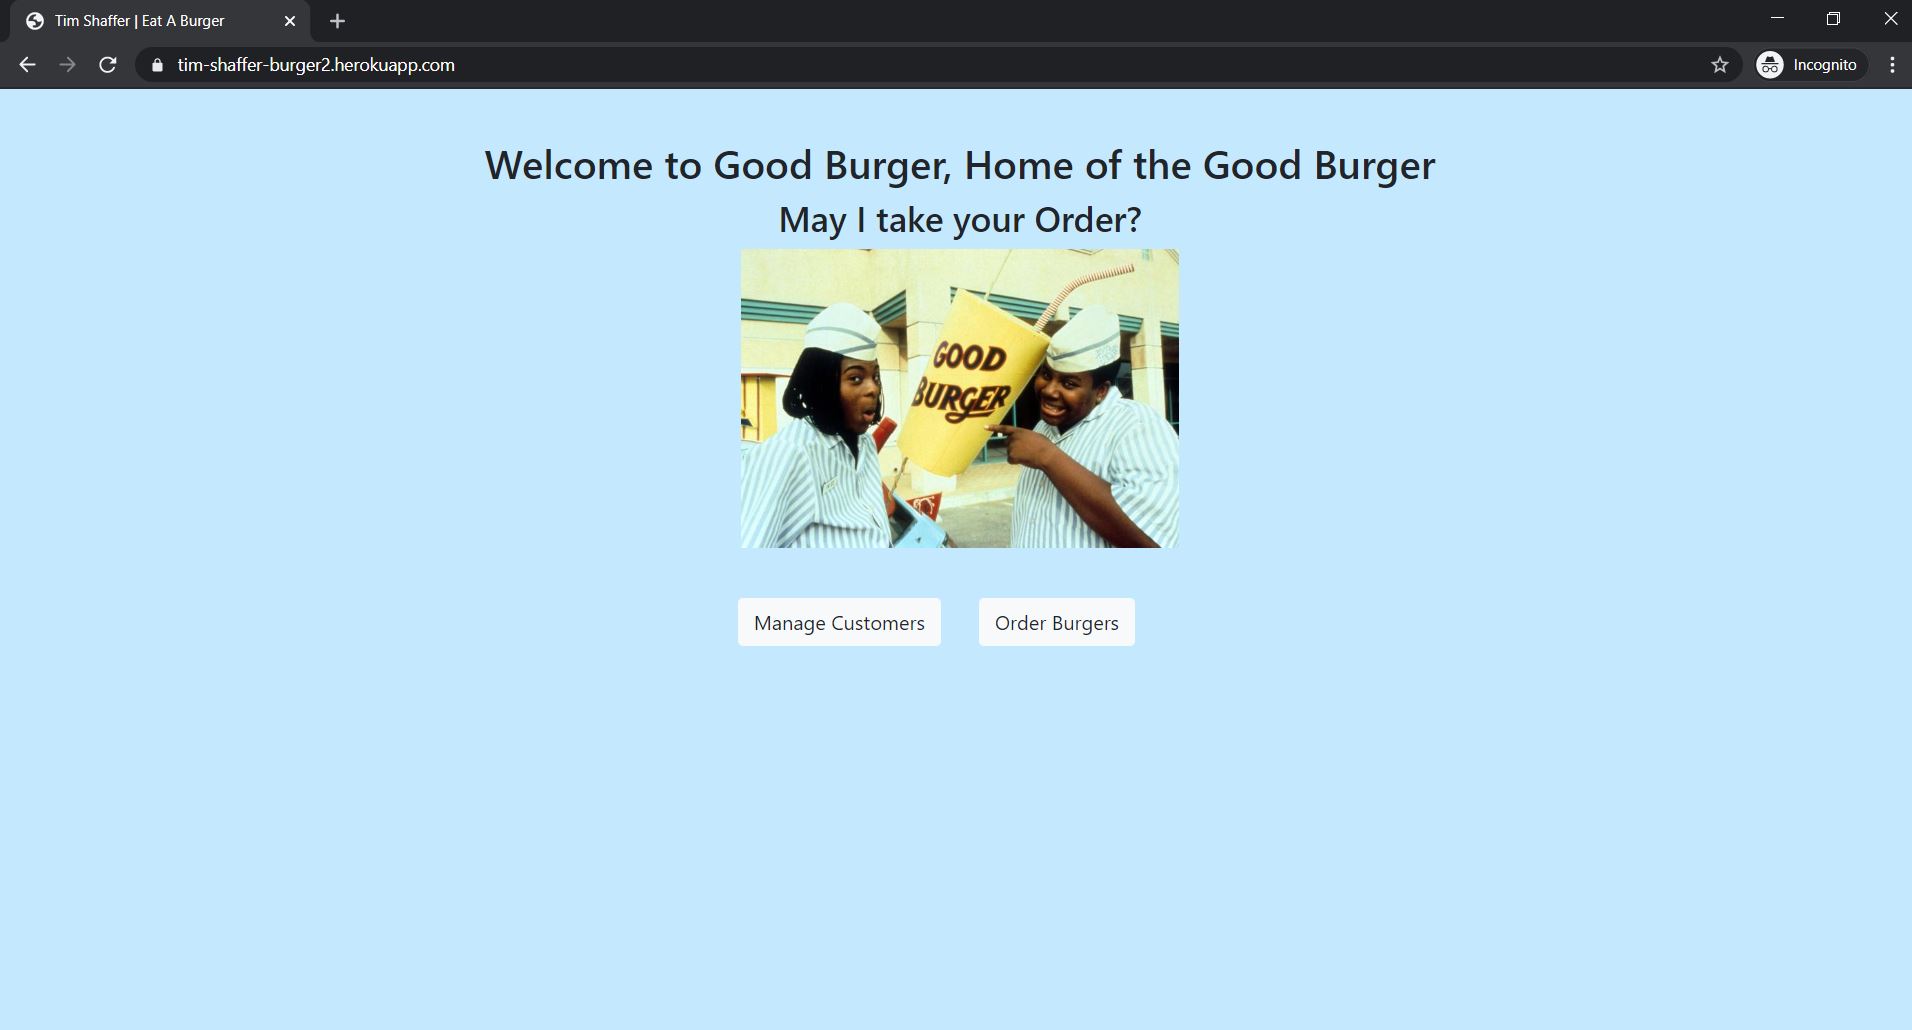 Tim Shaffer | Eat A Burger
tim-shaffer-burger2.herokuapp.com
Incognito
Welcome to Good Burger, Home of the Good Burger
May I take your Order?
GOOD
BURGER
Manage Customers
Order Burgers